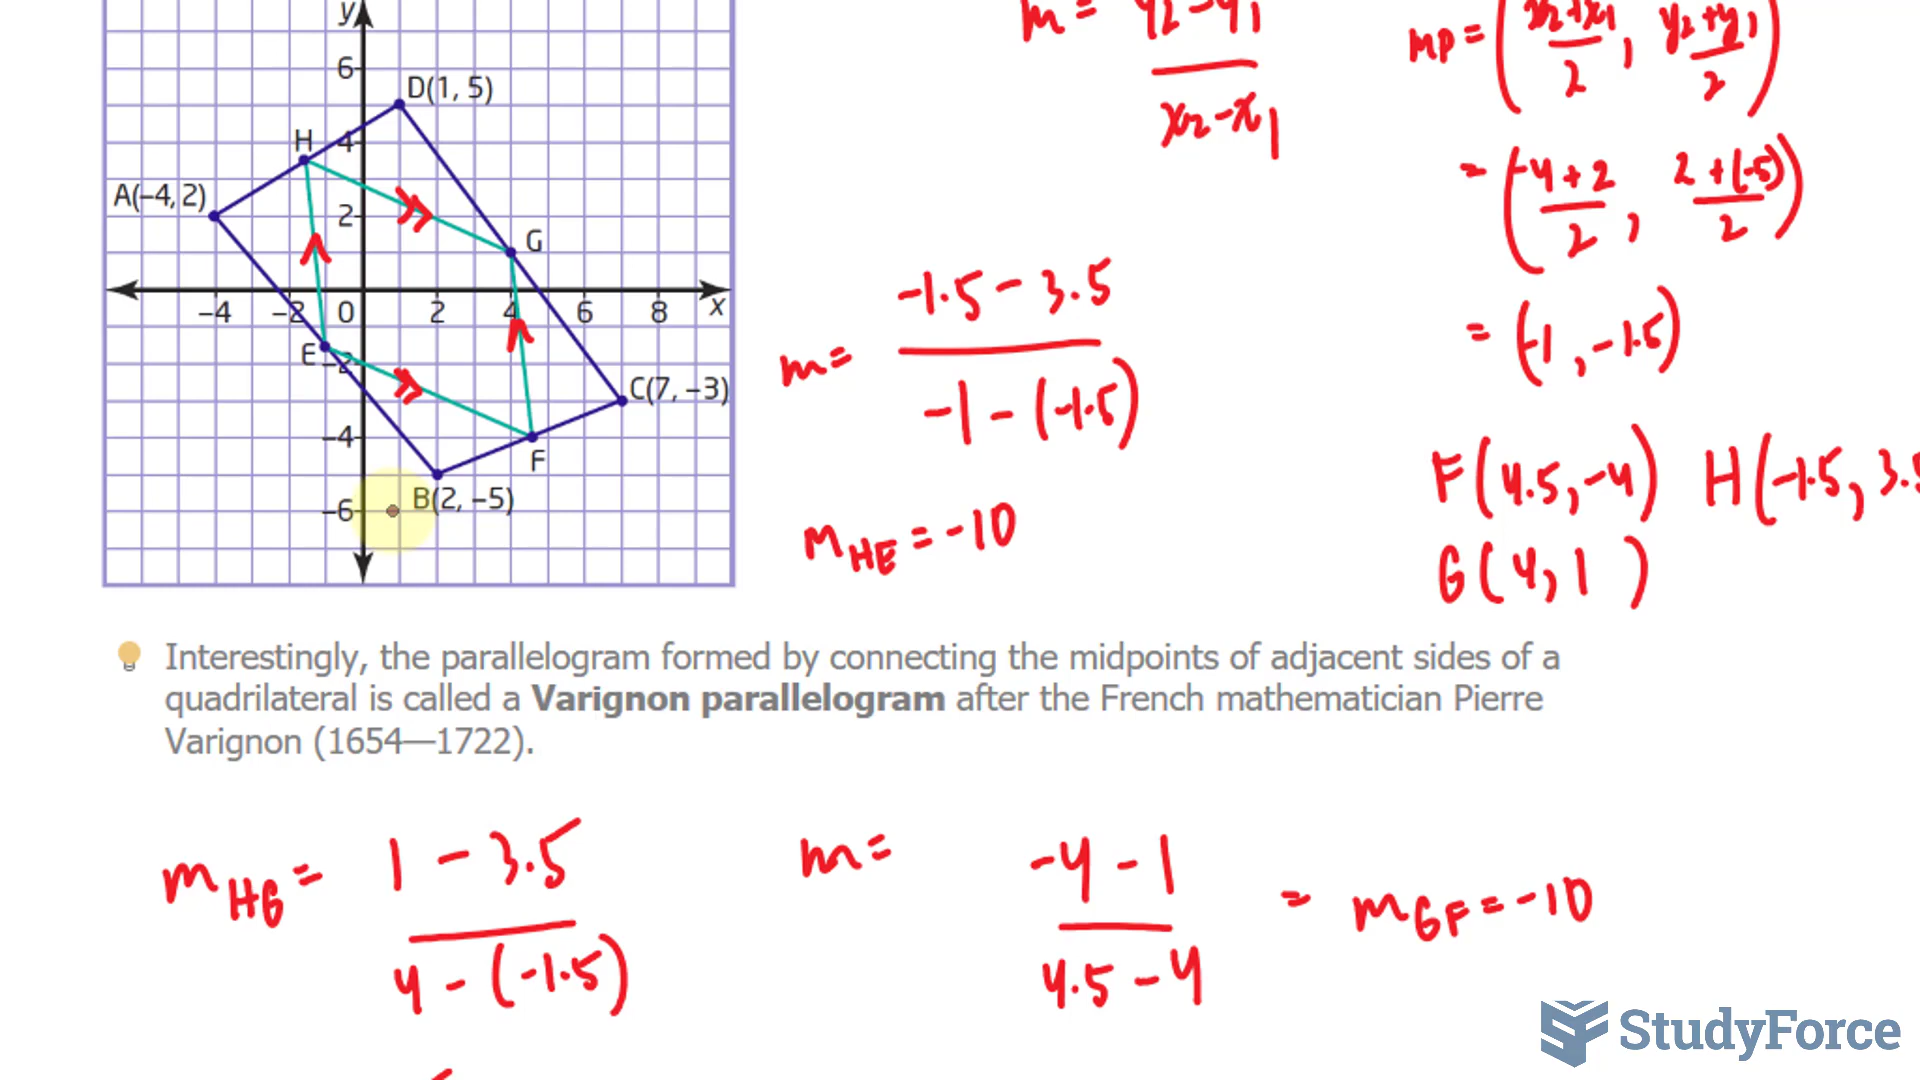 y
6
D(1, 5)
H
4
A(−4, 2)
2
G
−4
−2
0
2
4
6
8
x
E
−2
C(7, −3)
−4
F
B(2, −5)
−6
m = y2-y1
x2-x1
MP = (x2+x1/2, y2+y1/2)
= (-4+2/2, 2+(-5)/2)
= (-1, -1.5)
m = -1.5 - 3.5
-1 - (-1.5)
mHE = -10
F(4.5, -4) H(-1.5, 3.5
G(4, 1)
Interestingly, the parallelogram formed by connecting the midpoints of adjacent sides of a
quadrilateral is called a Varignon parallelogram after the French mathematician Pierre
Varignon (1654—1722).
mHG = 1 - 3.5
4 - (-1.5)
m = -4 - 1
4.5 - 4
= mGF = -10
StudyForce